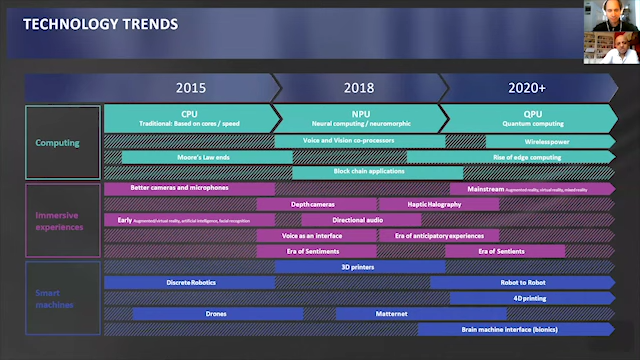 TECHNOLOGY TRENDS
2015
2018
2020+
Computing
CPU
Traditional: Based on cores / speed
NPU
Neural computing / neuromorphic
QPU
Quantum computing
Voice and Vision co-processors
Wireless power
Moore's Law ends
Rise of edge computing
Block chain applications
Immersive
experiences
Better cameras and microphones
Mainstream Augmented reality, virtual reality, mixed reality
Depth cameras
Haptic Holography
Early Augmented/virtual reality, artificial intelligence, facial-recognition
Directional audio
Voice as an interface
Era of anticipatory experiences
Era of Sentiments
Era of Sentients
Smart
machines
3D printers
Discrete Robotics
Robot to Robot
4D printing
Drones
Matternet
Brain machine interface (bionics)